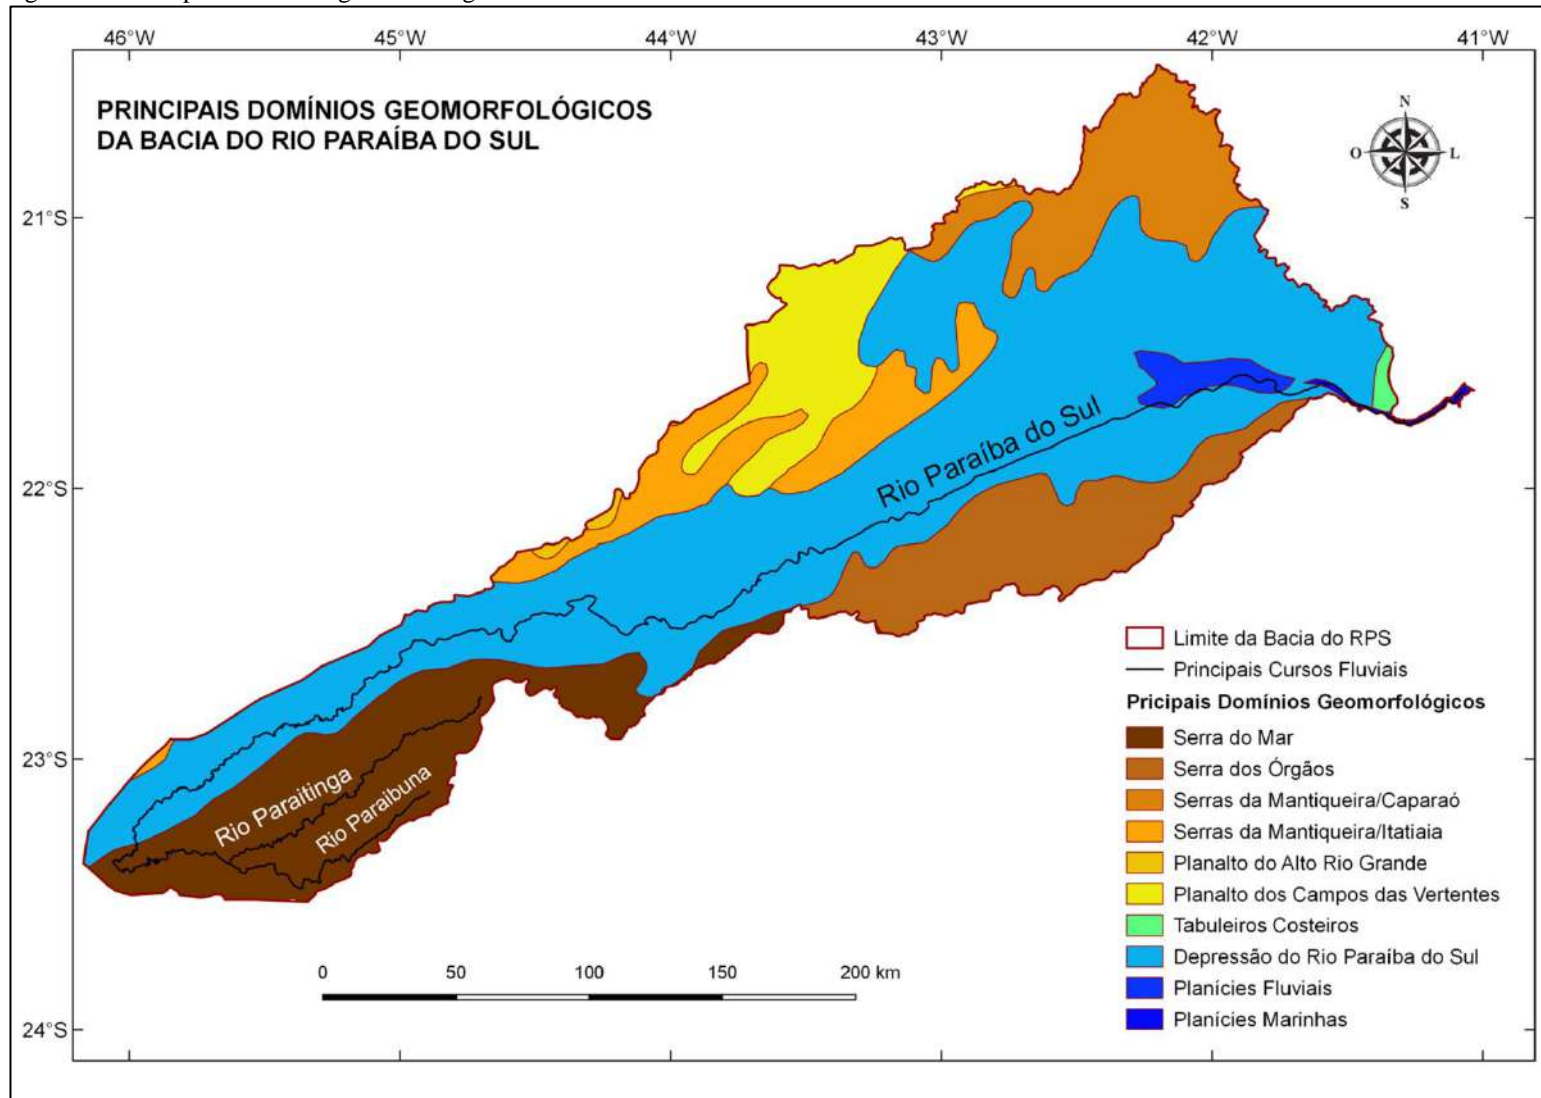 46°W 45°W 44°W 43°W 42°W 41°W
PRINCIPAIS DOMÍNIOS GEOMORFOLÓGICOS
DA BACIA DO RIO PARAÍBA DO SUL
N
O L
S
21°S
22°S
23°S
24°S
Rio Paraíba do Sul
Rio Paraitinga
Rio Paraibuna
Limite da Bacia do RPS
Principais Cursos Fluviais
Pricipais Domínios Geomorfológicos
Serra do Mar
Serra dos Órgãos
Serras da Mantiqueira/Caparaó
Serras da Mantiqueira/Itatiaia
Planalto do Alto Rio Grande
Planalto dos Campos das Vertentes
Tabuleiros Costeiros
Depressão do Rio Paraíba do Sul
Planícies Fluviais
Planícies Marinhas
0 50 100 150 200 km